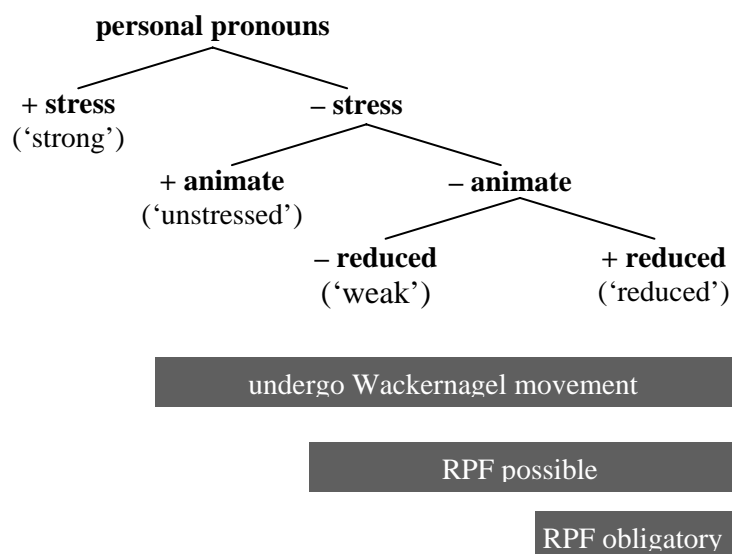 personal pronouns
+ stress – stress
(‘strong’)
+ animate – animate
(‘unstressed’)
– reduced + reduced
(‘weak’) (‘reduced’)
undergo Wackernagel movement
RPF possible
RPF obligatory